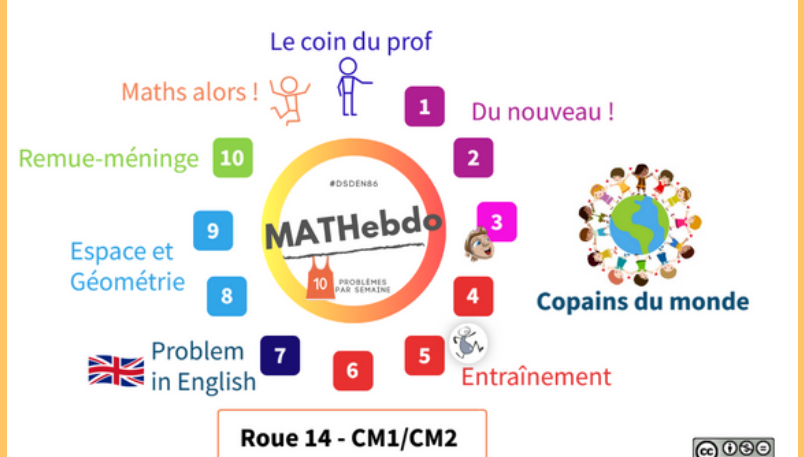 Le coin du prof
Maths alors !
1
Du nouveau !
Remue-méninge
10
2
#DSDEN86
MATHebdo
3
9
Espace et
Géométrie
10
PROBLÈMES
PAR SEMAINE
8
4
Copains du monde
Problem
in English
7
6
5
Entraînement
Roue 14 - CM1/CM2
cc